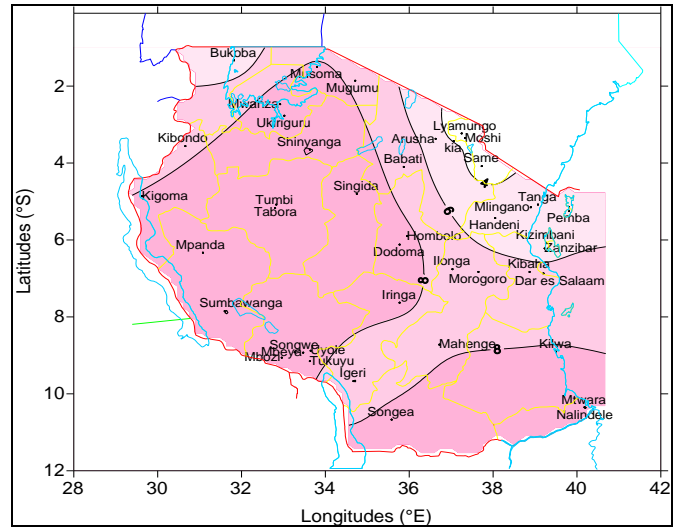 Bukoba
Musoma
2
Mugumu
Mwanza
Ukiriguru
Lyamungo
Moshi
Kibondo
Shinyanga
Arusha
kia
4
Babati
Same
4
Kigoma
Singida
Tumbi
Tabora
Mlingano
Tanga
6
Pemba
Handeni
Hombolo
Kizimbani
6
Mpanda
Dodoma
Zanzibar
Ilonga
Kibaha
8
Morogoro
Dar es Salaam
Sumbawanga
Iringa
8
Songwe
Mbeya
Uyole
Mahenge
8
Kilwa
Mbozi
Tukuyu
Igeri
10
Songea
Mtwara
Naliendele
12
28 30 32 34 36 38 40 42
Longitudes (°E)
Latitudes (°S)